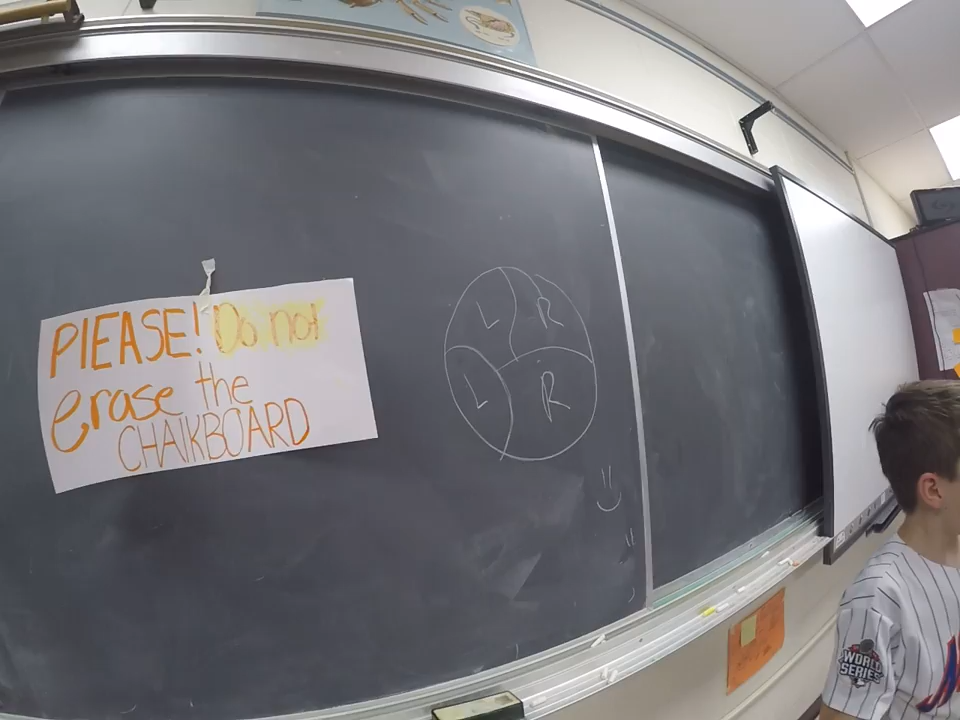 PLEASE! Do not
erase the
CHALKBOARD
L R
L R
WORLD
SERIES